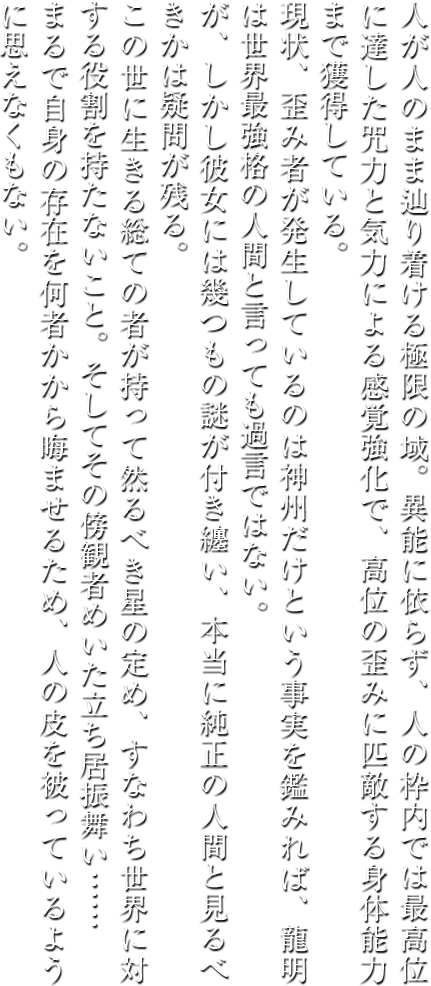 人が人のまま辿り着ける極限の域。異能に依らず、人の枠内では最高位
に達した咒力と気力による感覚強化で、高位の歪みに匹敵する身体能力
まで獲得している。
現状、歪み者が発生しているのは神州だけという事実を鑑みれば、龍明
は世界最強格の人間と言っても過言ではない。
が、しかし彼女には幾つもの謎が付き纏い、本当に純正の人間と見るべ
きかは疑問が残る。
この世に生きる総ての者が持って然るべき星の定め、すなわち世界に対
する役割を持たないこと。そしてその傍観者めいた立ち居振舞い……
まるで自身の存在を何者かから晦ませるため、人の皮を被っているよう
に思えなくもない。